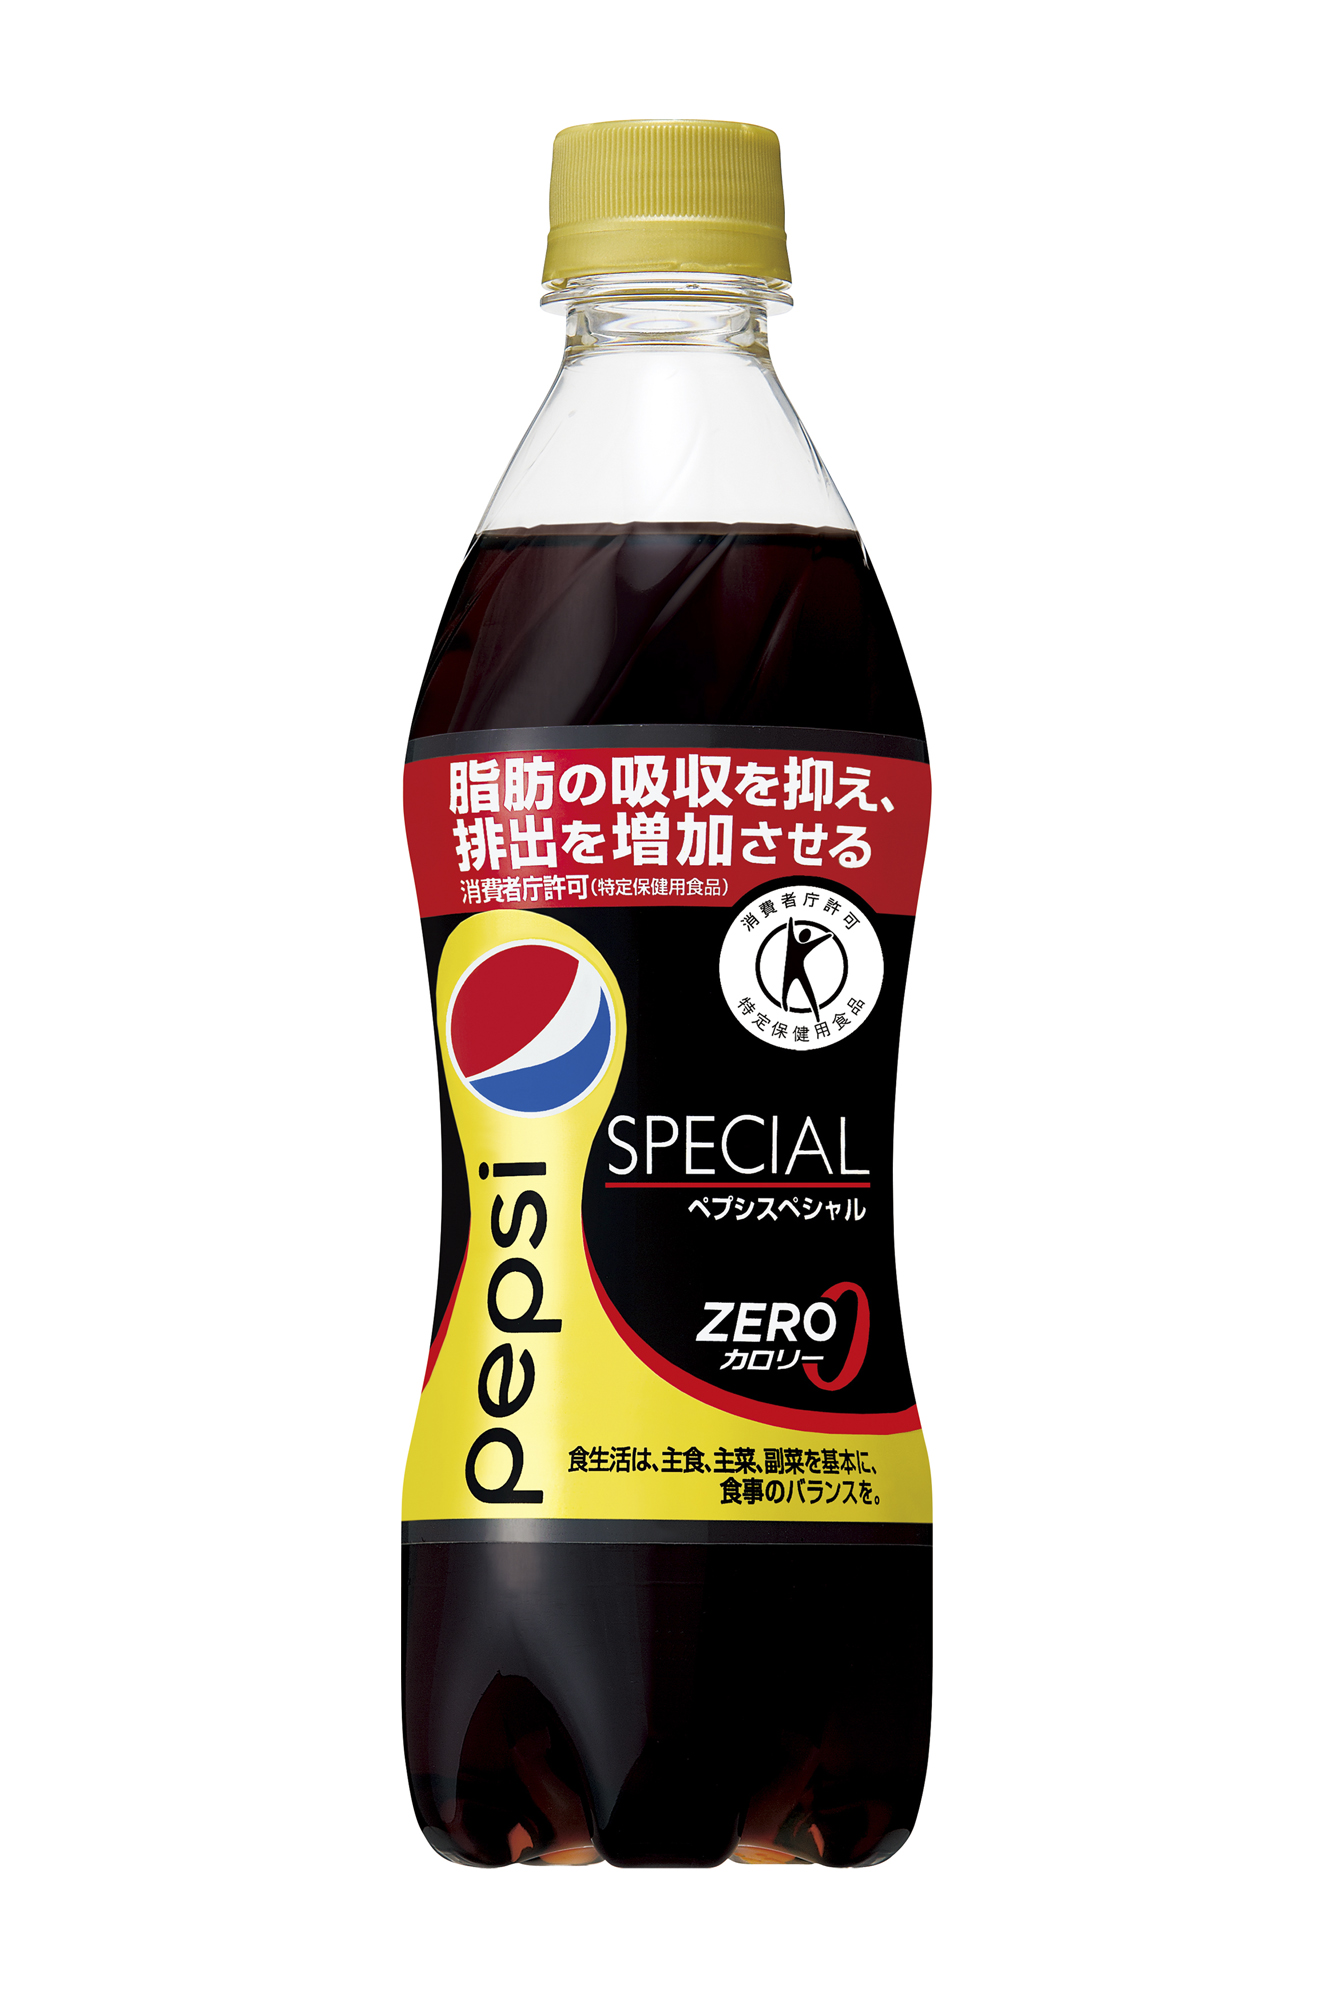 脂肪の吸収を抑え、
排出を増加させる
消費者庁許可(特定保健用食品)
消費者庁許可
特定保健用食品
pepsi
SPECIAL
ペプシスペシャル
ZERO
カロリー
0
食生活は、主食、主菜、副菜を基本に、
食事のバランスを。